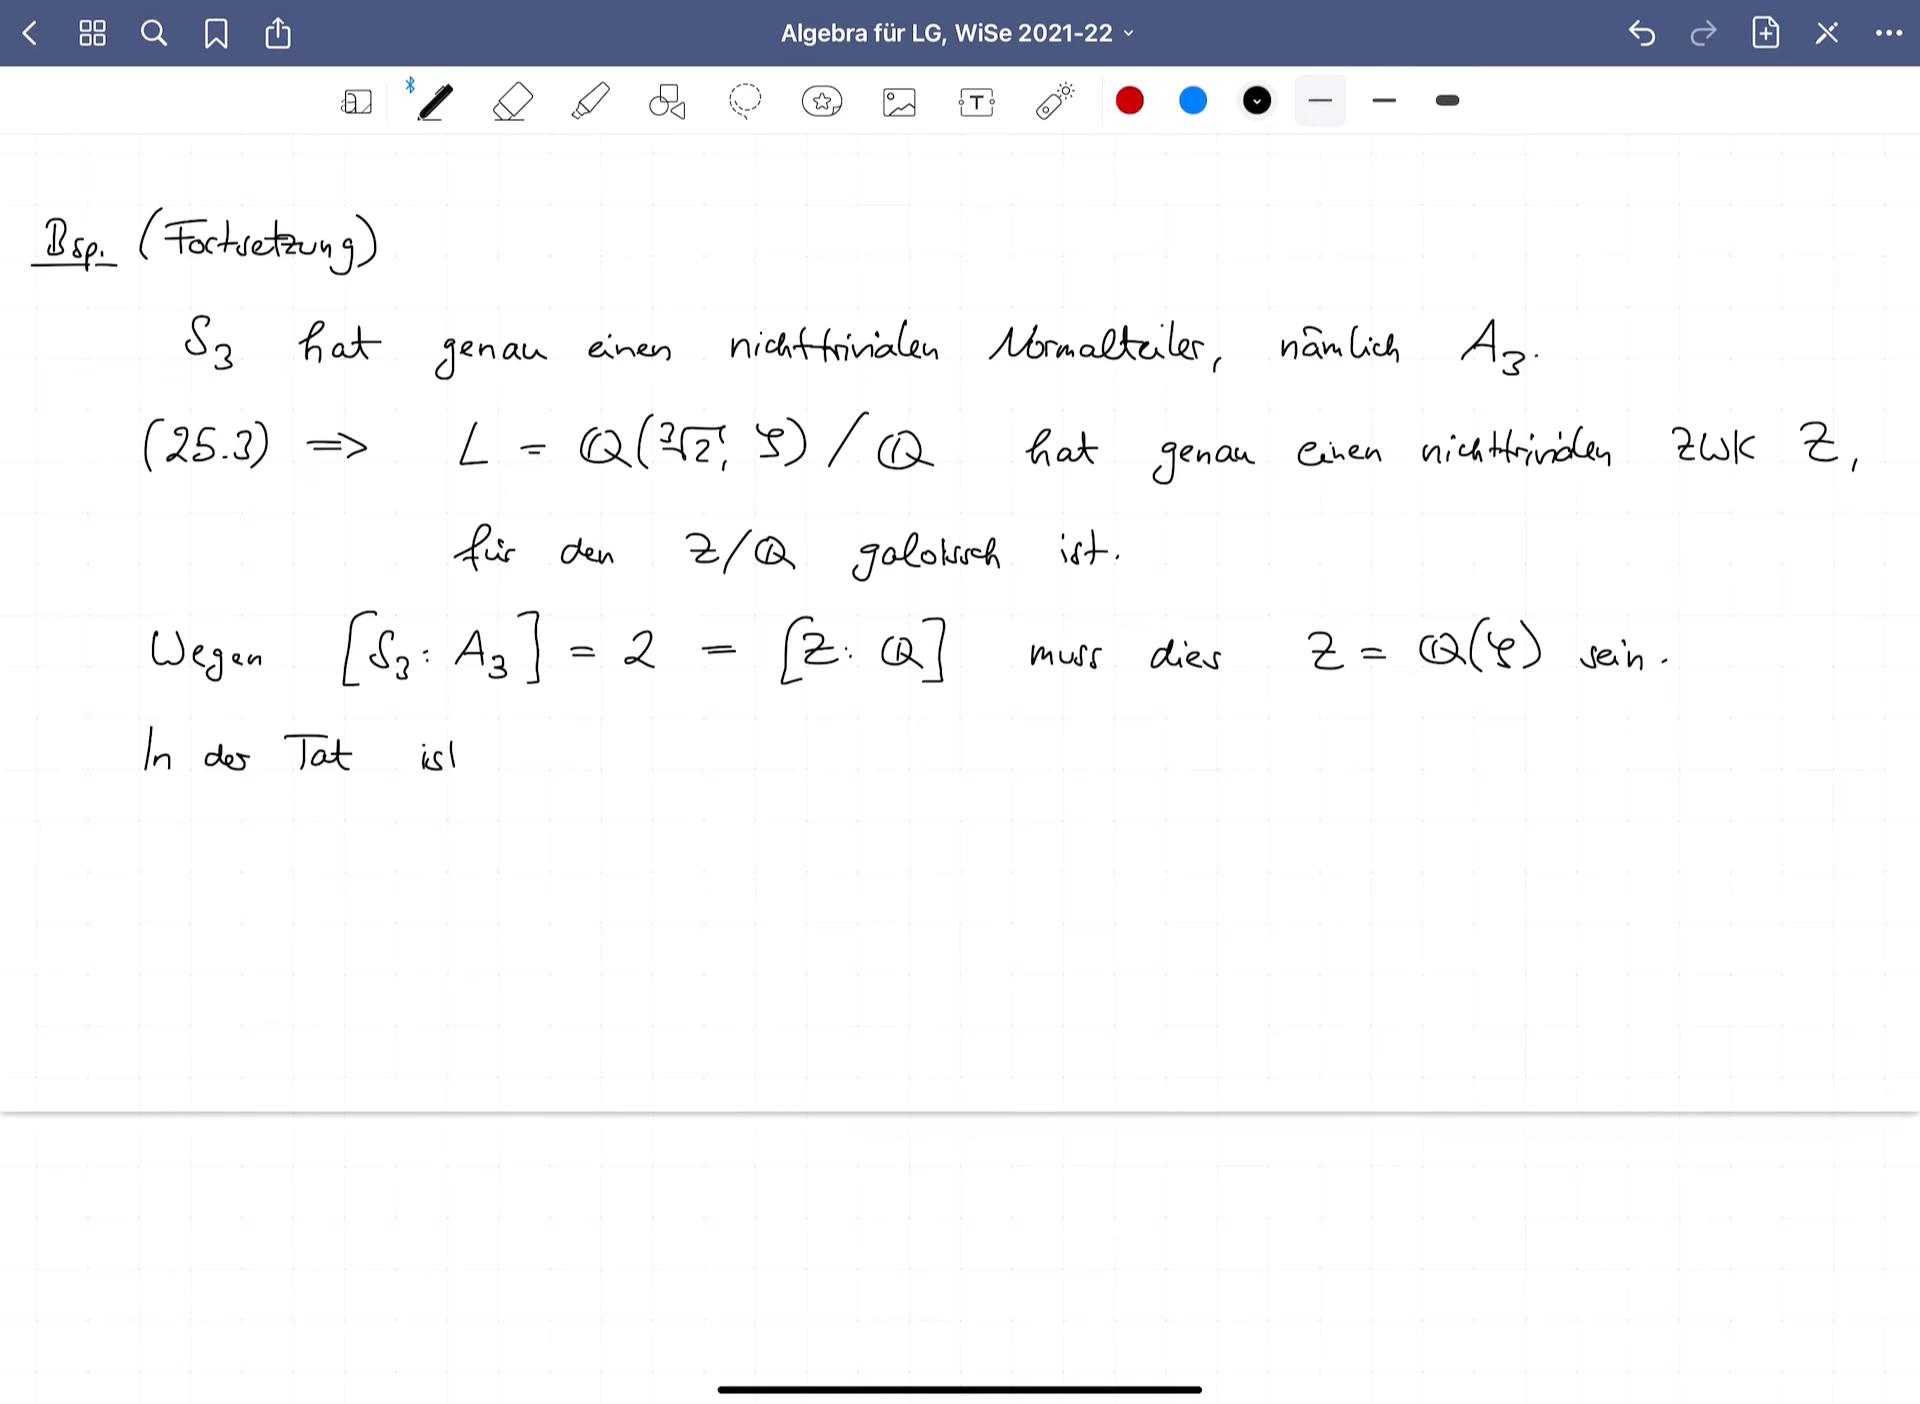 Algebra für LG, WiSe 2021-22
Bsp. (Fortsetzung)
S₃ hat genau einen nichttrivialen Normalteiler, nämlich A₃.
(25.3) ⇒ L = ℚ(∛2, ζ) / ℚ hat genau einen nichttrivialen ZWK Z,
für den Z/ℚ galoissch ist.
Wegen [S₃ : A₃] = 2 = [Z : ℚ] muss dies Z = ℚ(ζ) sein.
In der Tat ist